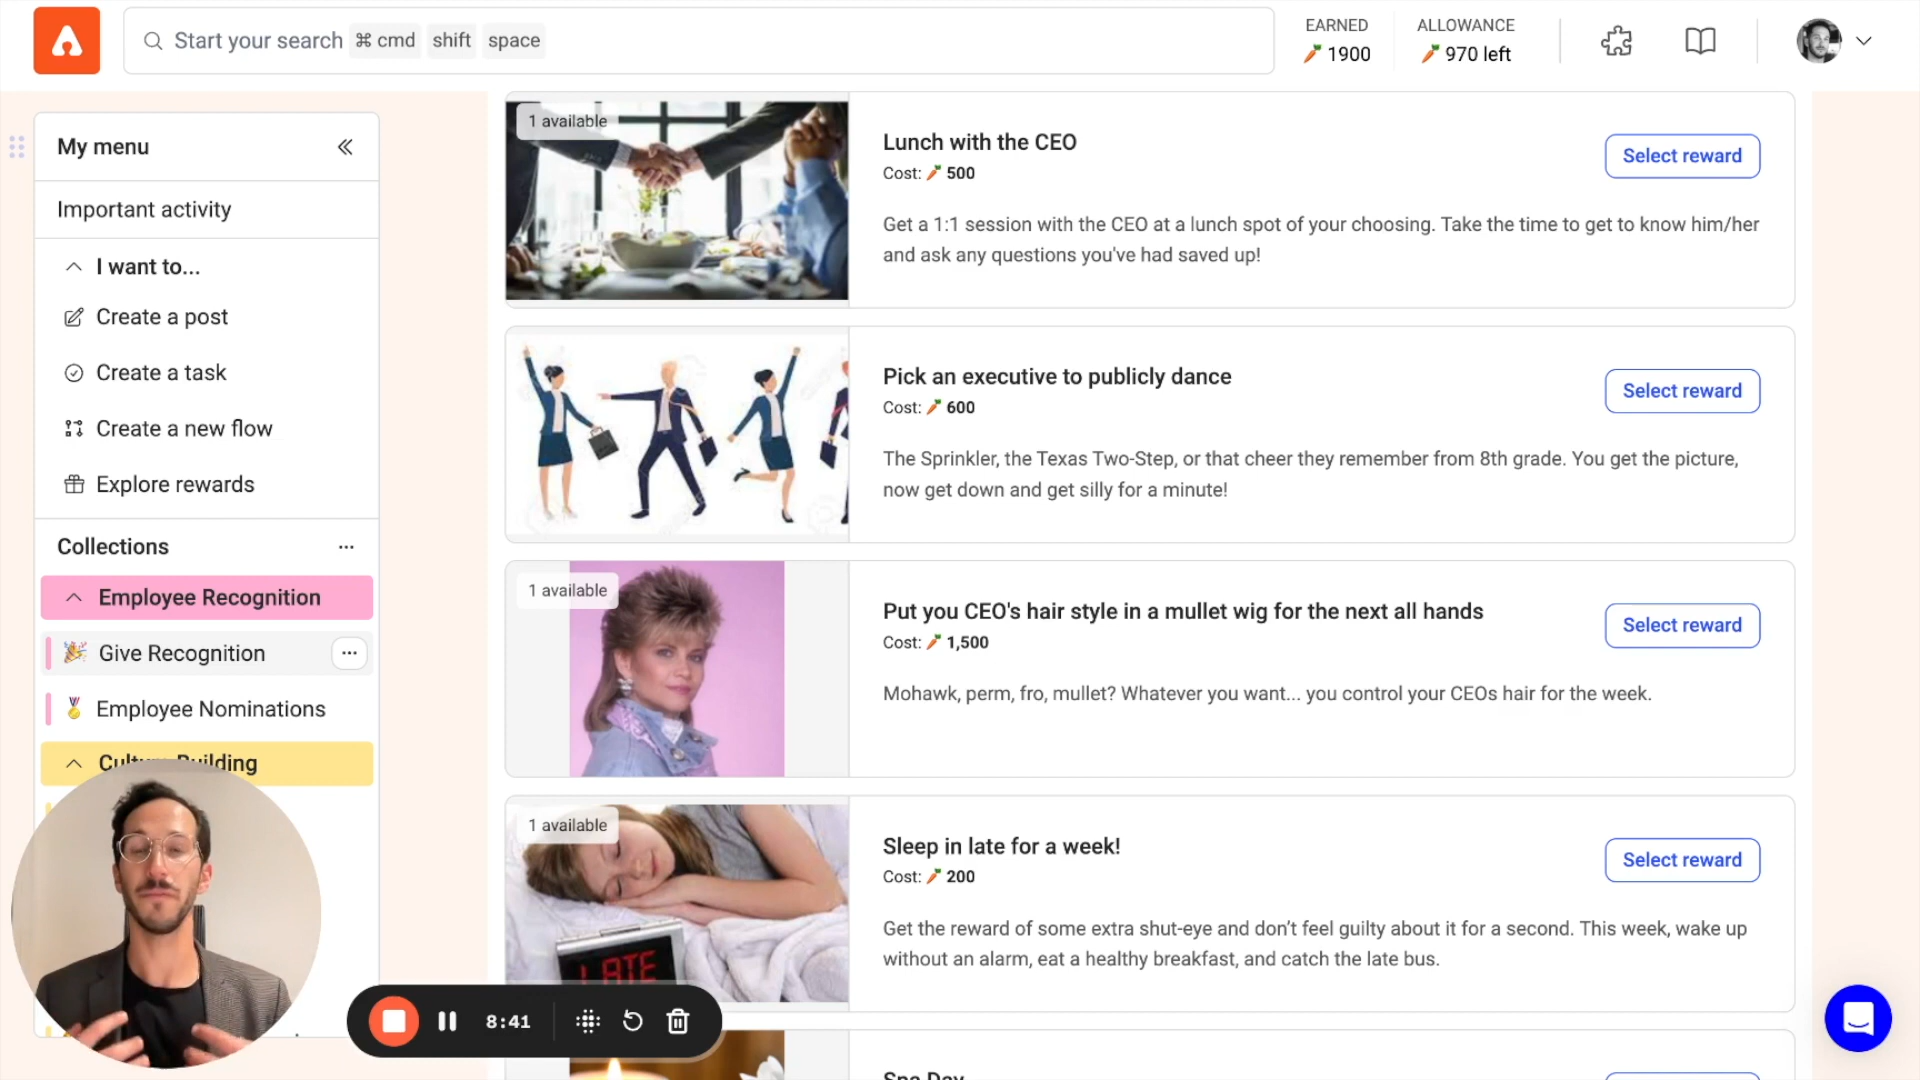 Start your search ⌘ cmd shift space
EARNED
1900
ALLOWANCE
970 left
My menu
Important activity
I want to...
Create a post
Create a task
Create a new flow
Explore rewards
Collections
Employee Recognition
Give Recognition
Employee Nominations
Culture Building
1 available
Lunch with the CEO
Cost: 500
Select reward
Get a 1:1 session with the CEO at a lunch spot of your choosing. Take the time to get to know him/her
and ask any questions you've had saved up!
Pick an executive to publicly dance
Cost: 600
Select reward
The Sprinkler, the Texas Two-Step, or that cheer they remember from 8th grade. You get the picture,
now get down and get silly for a minute!
1 available
Put you CEO's hair style in a mullet wig for the next all hands
Cost: 1,500
Select reward
Mohawk, perm, fro, mullet? Whatever you want... you control your CEOs hair for the week.
1 available
LATE
Sleep in late for a week!
Cost: 200
Select reward
Get the reward of some extra shut-eye and don’t feel guilty about it for a second. This week, wake up
without an alarm, eat a healthy breakfast, and catch the late bus.
Spa Day
8:41